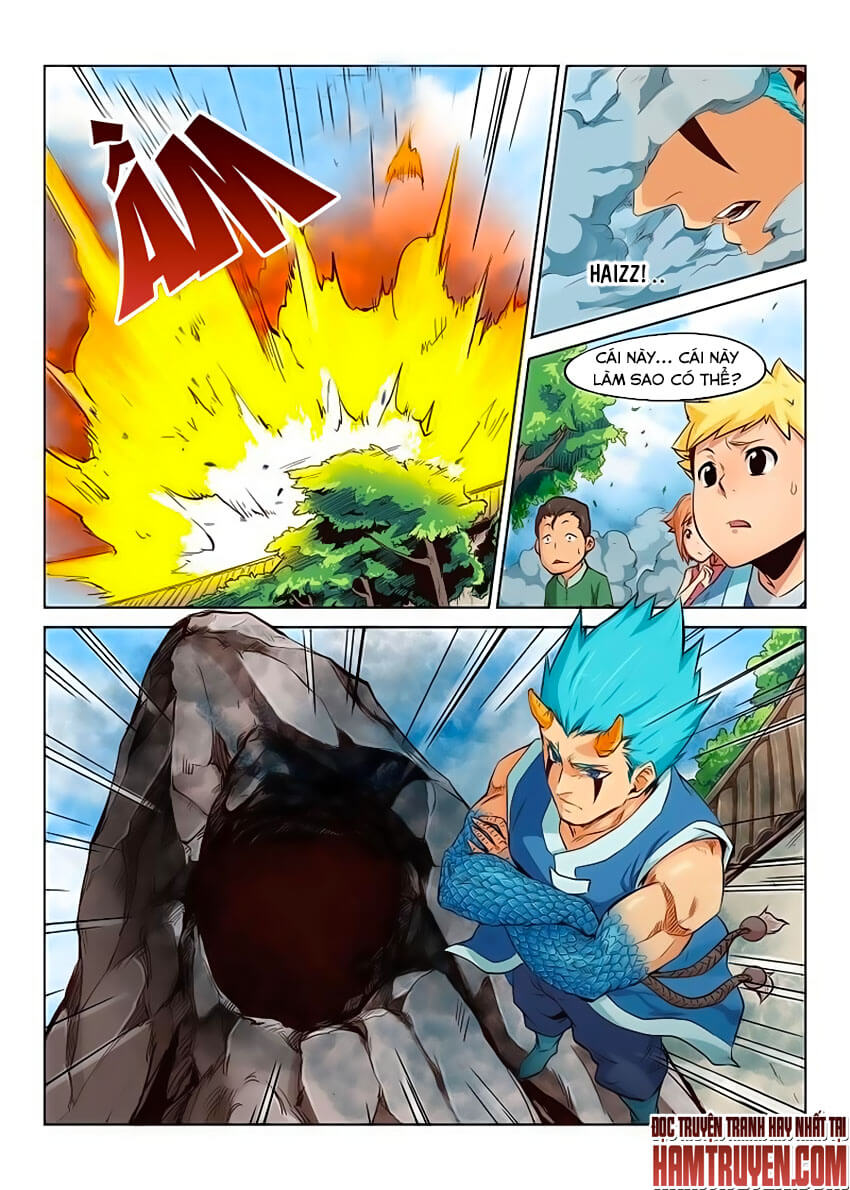 ẦM
HAIZZ! . .
CÁI NÀY... CÁI NÀY
LÀM SAO CÓ THỂ?
ĐỌC TRUYỆN TRANH HAY NHẤT TẠI
HAMTRUYEN.COM